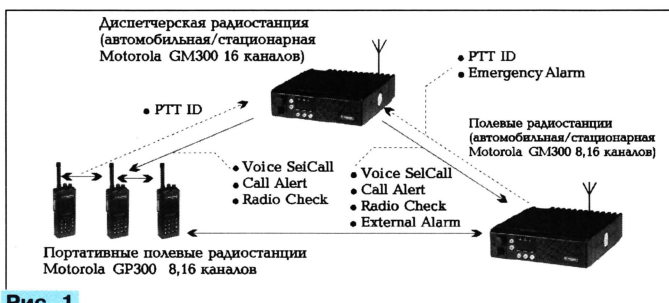 Диспетчерская радиостанция
(автомобильная/стационарная
Motorola GM300 16 каналов)
• PTT ID
• Emergency Alarm
• PTT ID
Полевые радиостанции
(автомобильная/стационарная
Motorola GM300 8,16 каналов)
• Voice SelCall
• Call Alert
• Radio Check
• Voice SelCall
• Call Alert
• Radio Check
• External Alarm
Портативные полевые радиостанции
Motorola GP300 8,16 каналов
Рис. 1